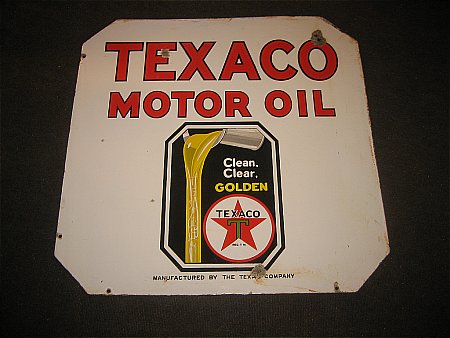 TEXACO
MOTOR OIL
Clean.
Clear.
GOLDEN
TEXACO
T
MANUFACTURED BY THE TEXAS COMPANY